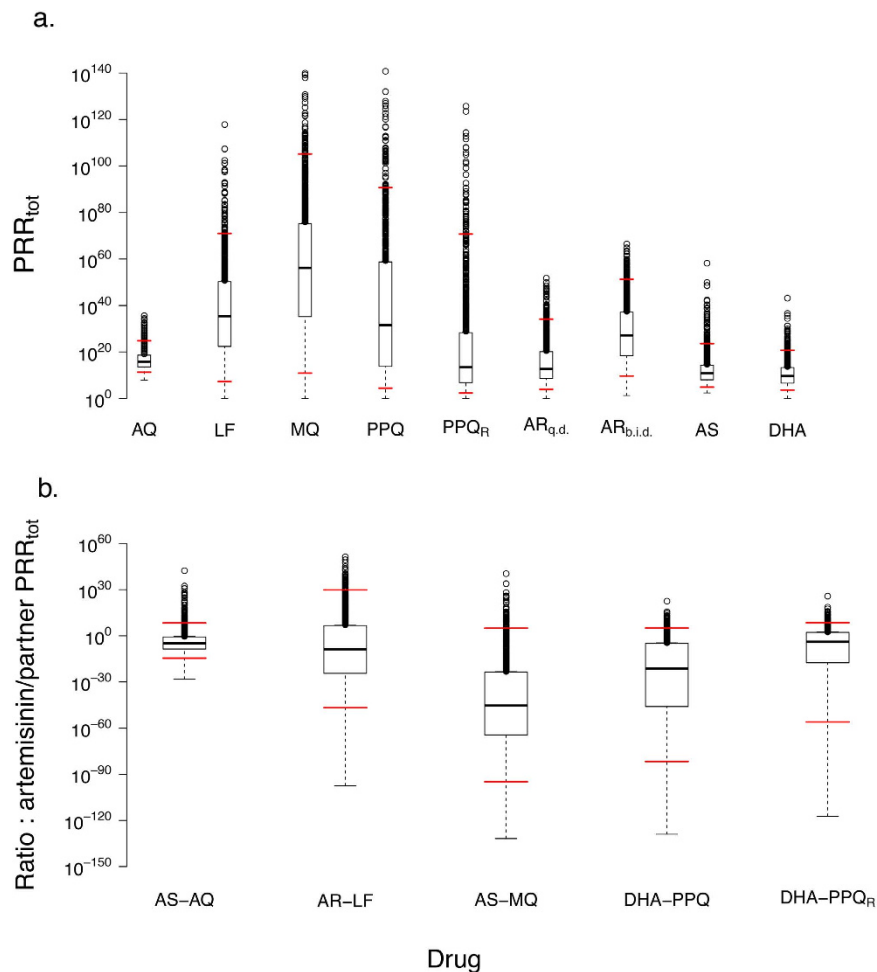 a.
PRR_tot
10^140
10^120
10^100
10^80
10^60
10^40
10^20
10^0
AQ LF MQ PPQ PPQ_R AR_q.d. AR_b.i.d. AS DHA
b.
Ratio : artemisinin/partner PRR_tot
10^60
10^30
10^0
10^−30
10^−60
10^−90
10^−120
10^−150
AS−AQ AR−LF AS−MQ DHA−PPQ DHA−PPQ_R
Drug